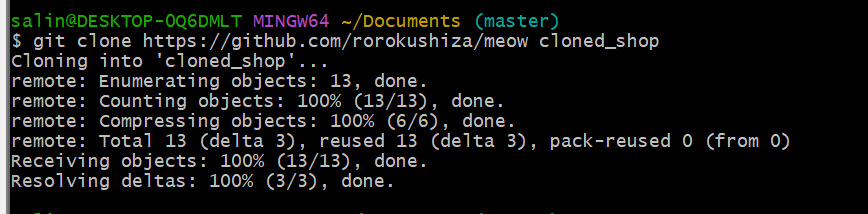 salin@DESKTOP-OQ6DMLT MINGW64 ~/Documents (master)
$ git clone https://github.com/rorokushiza/meow cloned_shop
Cloning into 'cloned_shop'...
remote: Enumerating objects: 13, done.
remote: Counting objects: 100% (13/13), done.
remote: Compressing objects: 100% (6/6), done.
remote: Total 13 (delta 3), reused 13 (delta 3), pack-reused 0 (from 0)
Receiving objects: 100% (13/13), done.
Resolving deltas: 100% (3/3), done.